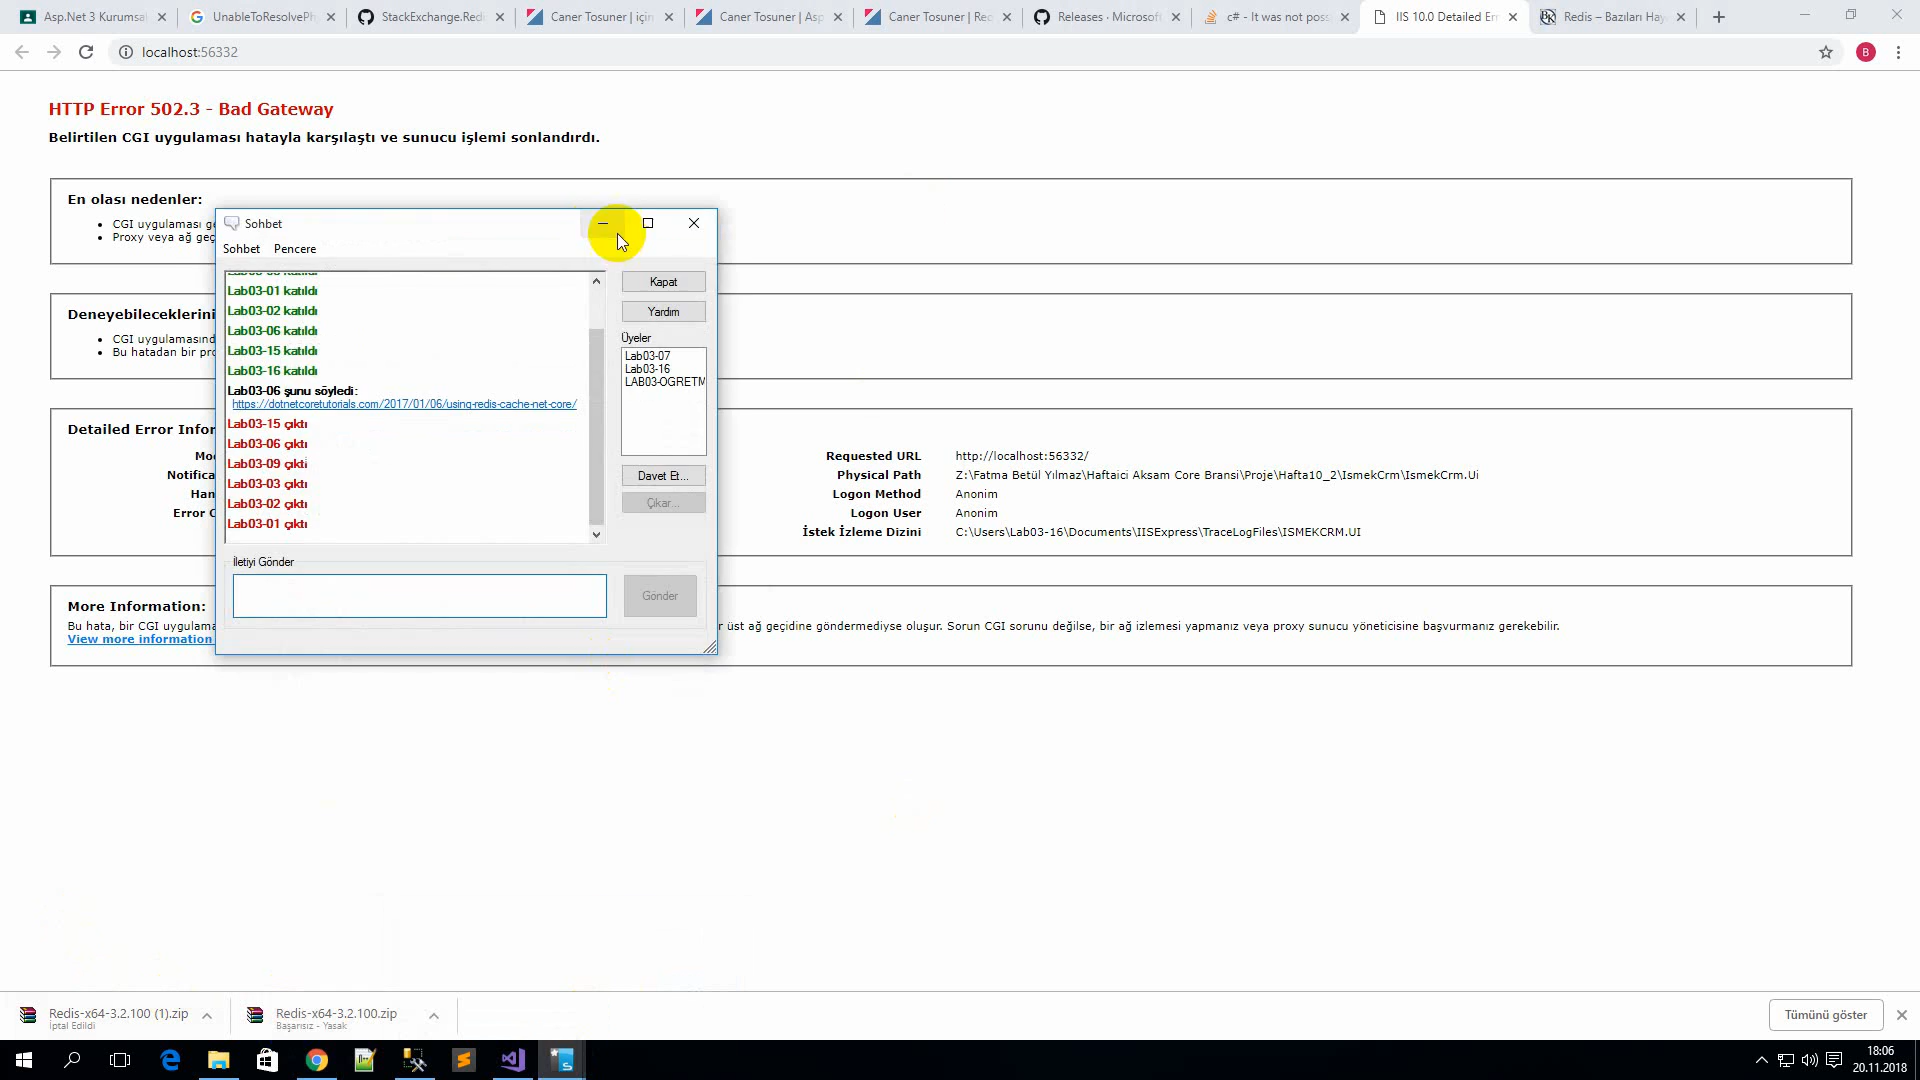 Asp.Net 3 Kurumsa
UnableToResolvePh
StackExchange.Redi
Caner Tosuner | için
Caner Tosuner | Asp
Caner Tosuner | Red
Releases · Microsoft
c# - It was not poss
IIS 10.0 Detailed Err
Redis – Bazıları Hay
localhost:56332
B
HTTP Error 502.3 - Bad Gateway
Belirtilen CGI uygulaması hatayla karşılaştı ve sunucu işlemi sonlandırdı.
En olası nedenler:
CGI uygulaması ge
Proxy veya ağ geç
Deneyebileceklerini
CGI uygulamasınd
Bu hatadan bir pro
Detailed Error Infor
Mod
Notifica
Han
Error C
Requested URL http://localhost:56332/
Physical Path Z:\Fatma Betül Yılmaz\Haftaici Aksam Core Bransi\Proje\Hafta10_2\IsmekCrm\IsmekCrm.Ui
Logon Method Anonim
Logon User Anonim
İstek İzleme Dizini C:\Users\Lab03-16\Documents\IISExpress\TraceLogFiles\ISMEKCRM.UI
More Information:
Bu hata, bir CGI uygulama
r üst ağ geçidine göndermediyse oluşur. Sorun CGI sorunu değilse, bir ağ izlemesi yapmanız veya proxy sunucu yöneticisine başvurmanız gerekebilir.
View more information
Sohbet
Sohbet Pencere
Lab03-01 katıldı
Lab03-02 katıldı
Lab03-06 katıldı
Lab03-15 katıldı
Lab03-16 katıldı
Lab03-06 şunu söyledi:
https://dotnetcoretutorials.com/2017/01/06/using-redis-cache-net-core/
Lab03-15 çıktı
Lab03-06 çıktı
Lab03-09 çıktı
Lab03-03 çıktı
Lab03-02 çıktı
Lab03-01 çıktı
Kapat
Yardım
Üyeler
Lab03-07
Lab03-16
LAB03-OGRETM
Davet Et...
Çıkar...
İletiyi Gönder
Gönder
Redis-x64-3.2.100 (1).zip
İptal Edildi
Redis-x64-3.2.100.zip
Başarısız - Yasak
Tümünü göster
18:06
20.11.2018